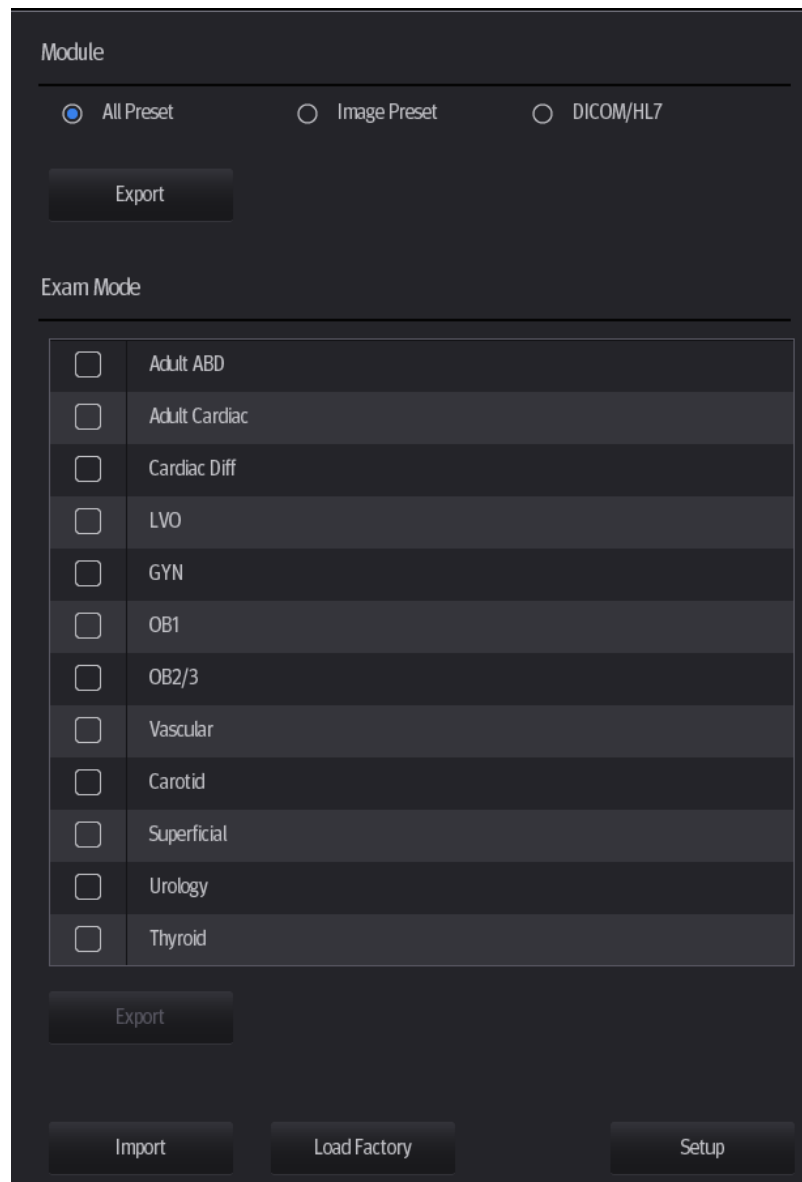 Module
All Preset
Image Preset
DICOM/HL7
Export
Exam Mode
Adult ABD
Adult Cardiac
Cardiac Diff
LVO
GYN
OB1
OB2/3
Vascular
Carotid
Superficial
Urology
Thyroid
Export
Import
Load Factory
Setup